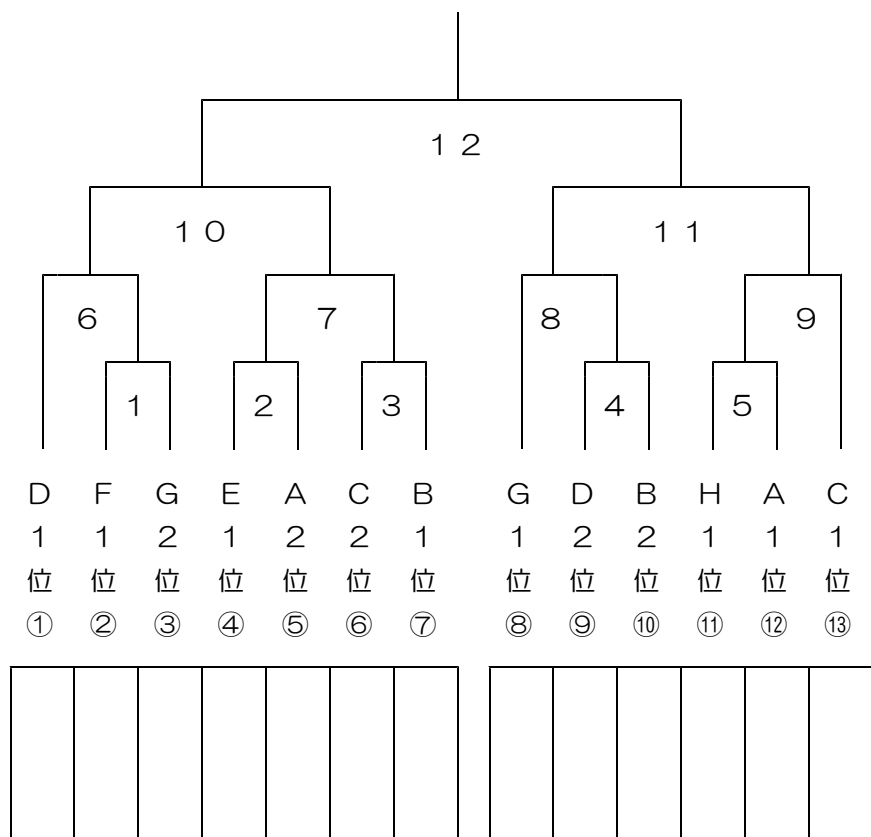 １２
１０ １１
６ ７ ８ ９
１ ２ ３ ４ ５
Ｄ Ｆ Ｇ Ｅ Ａ Ｃ Ｂ Ｇ Ｄ Ｂ Ｈ Ａ Ｃ
１ １ ２ １ ２ ２ １ １ ２ ２ １ １ １
位 位 位 位 位 位 位 位 位 位 位 位 位
① ② ③ ④ ⑤ ⑥ ⑦ ⑧ ⑨ ⑩ ⑪ ⑫ ⑬